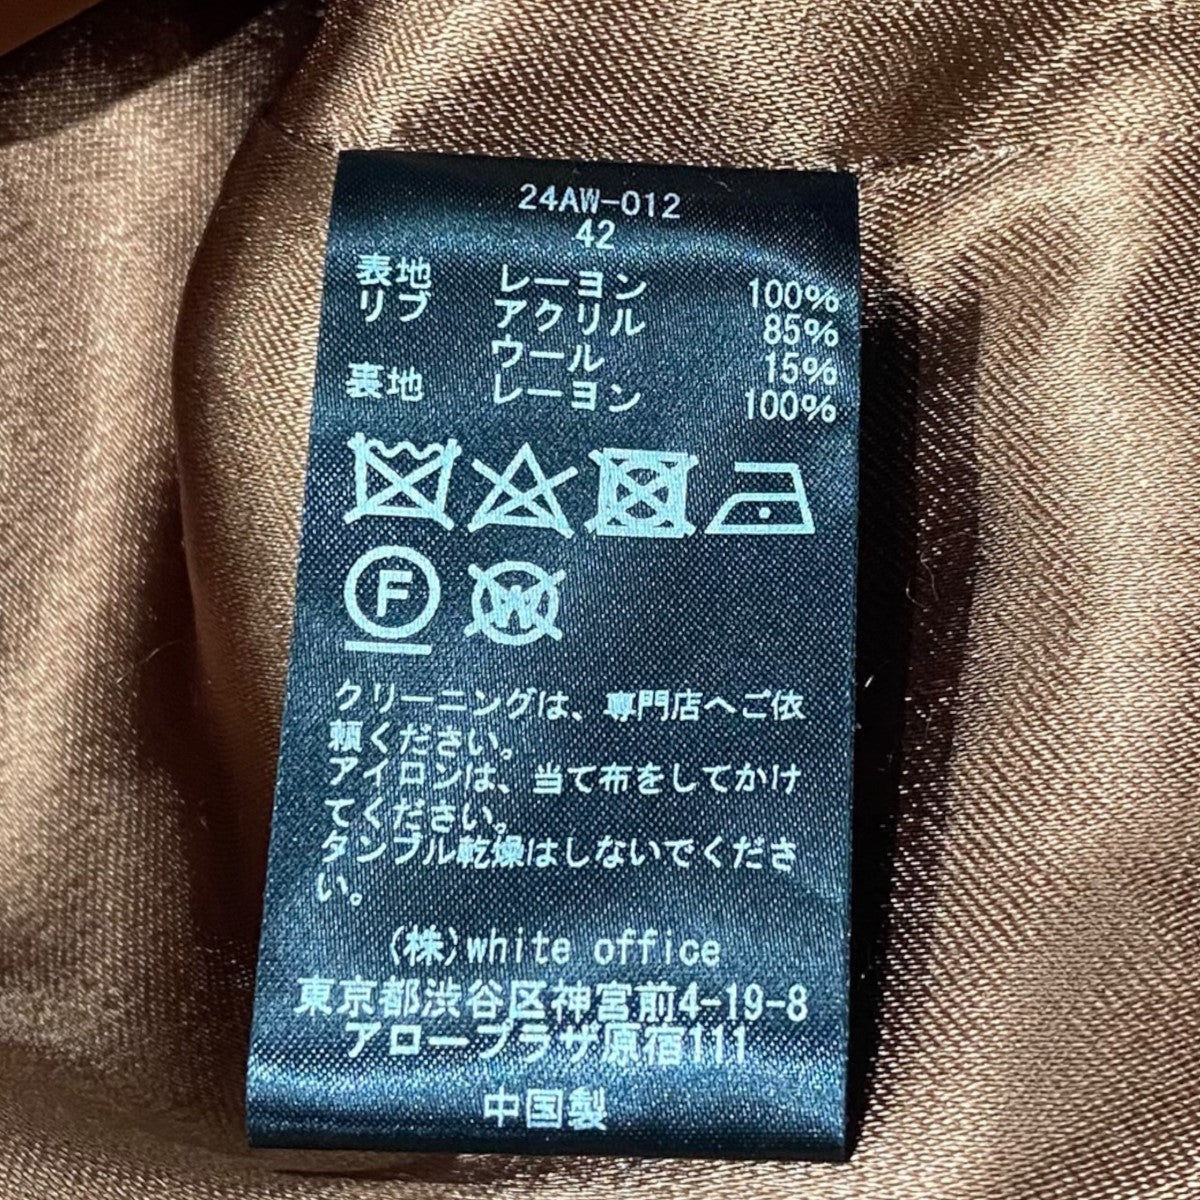 24AW-012
42
表地 レーヨン 100%
リブ アクリル 85%
ウール 15%
裏地 レーヨン 100%
F
W
クリーニングは、専門店へご依
頼ください。
アイロンは、当て布をしてかけ
てください。
タンブル乾燥はしないでくださ
い。
(株)white office
東京都渋谷区神宮前4-19-8
アロープラザ原宿111
中国製